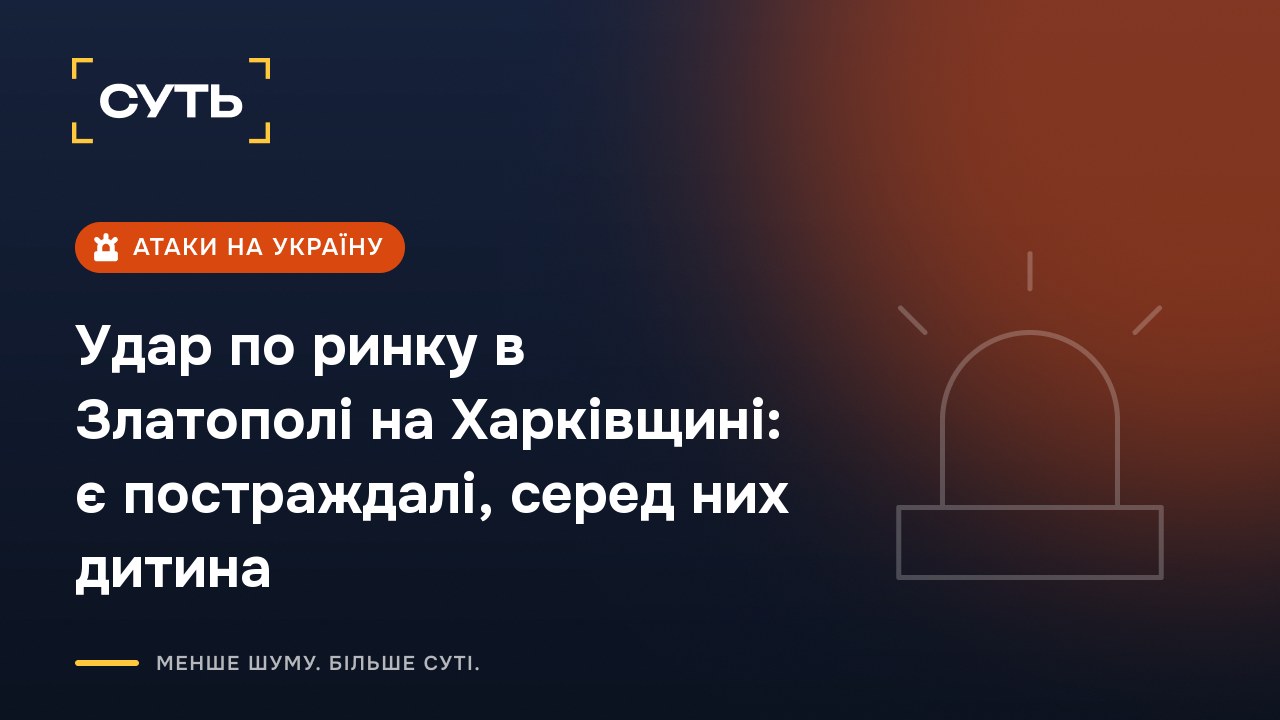 СУТЬ
АТАКИ НА УКРАЇНУ
Удар по ринку в
Златополі на Харківщині:
є постраждалі, серед них
дитина
МЕНШЕ ШУМУ. БІЛЬШЕ СУТІ.